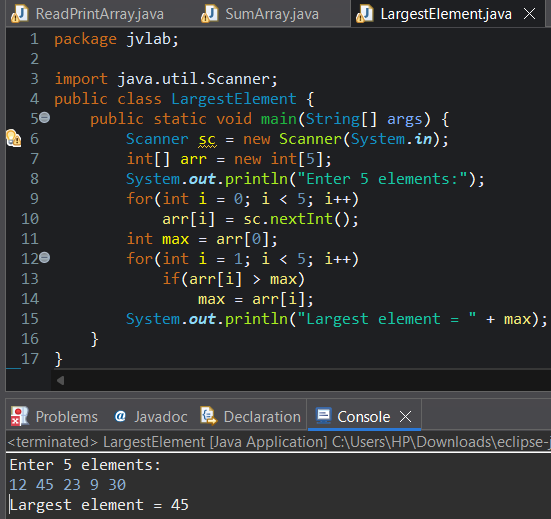 ReadPrintArray.java SumArray.java LargestElement.java
1 package jvlab;
2
3 import java.util.Scanner;
4 public class LargestElement {
5     public static void main(String[] args) {
6         Scanner sc = new Scanner(System.in);
7         int[] arr = new int[5];
8         System.out.println("Enter 5 elements:");
9         for(int i = 0; i < 5; i++)
10             arr[i] = sc.nextInt();
11         int max = arr[0];
12         for(int i = 1; i < 5; i++)
13             if(arr[i] > max)
14                 max = arr[i];
15         System.out.println("Largest element = " + max);
16     }
17 }
Problems @ Javadoc Declaration Console
<terminated> LargestElement [Java Application] C:\Users\HP\Downloads\eclipse-j
Enter 5 elements:
12 45 23 9 30
Largest element = 45